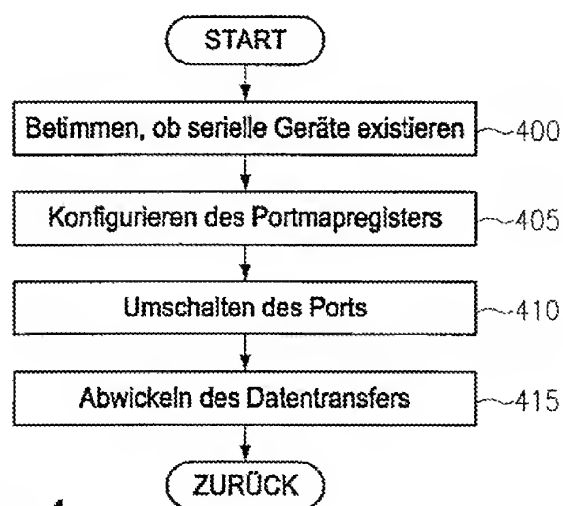 START
Betimmen, ob serielle Geräte existieren 400
Konfigurieren des Portmapregisters 405
Umschalten des Ports 410
Abwickeln des Datentransfers 415
ZURÜCK